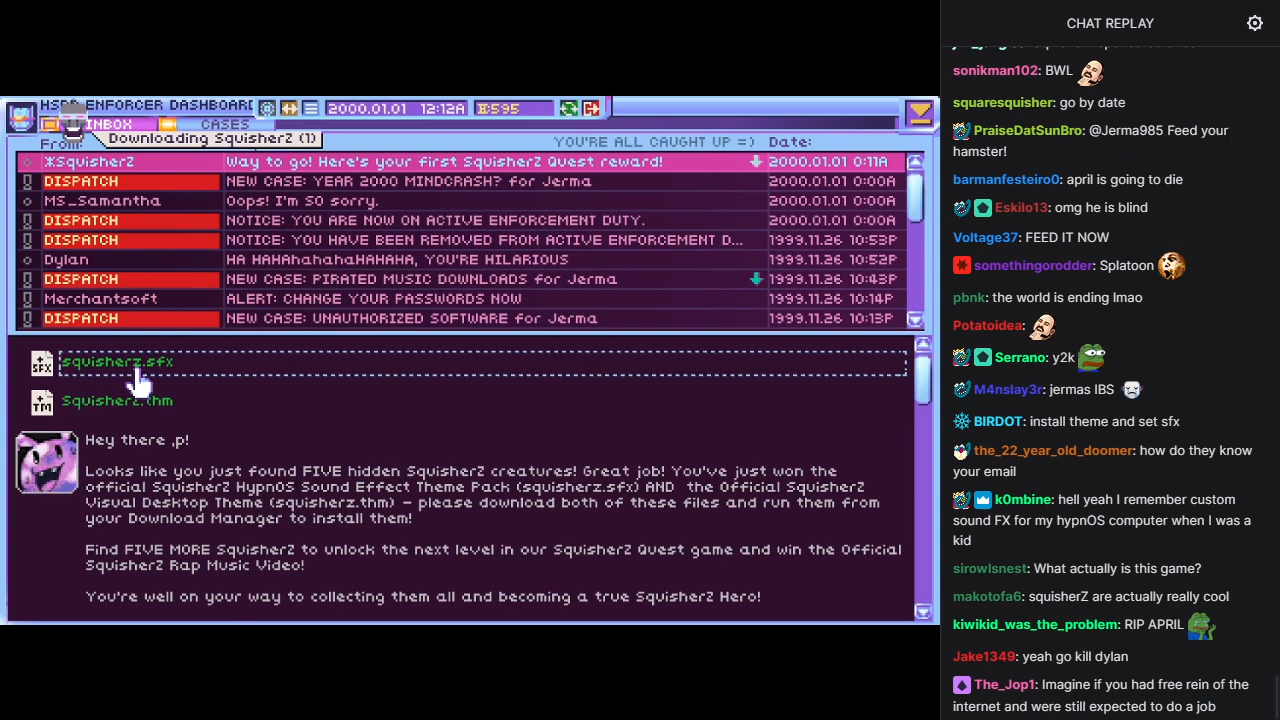 CHAT REPLAY
HSPD ENFORCER DASHBOARD 2000.01.01 12:12A 595
INBOX CASES
Downloading SquisherZ (1)
From: YOU'RE ALL CAUGHT UP =) Date:
SquisherZ Way to go! Here's your first SquisherZ Quest reward! 2000.01.01 0:11A
DISPATCH NEW CASE: YEAR 2000 MINDCRASH? for Jerma 2000.01.01 0:00A
MS_Samantha Oops! I'm SO sorry. 2000.01.01 0:00A
DISPATCH NOTICE: YOU ARE NOW ON ACTIVE ENFORCEMENT DUTY. 2000.01.01 0:00A
DISPATCH NOTICE: YOU HAVE BEEN REMOVED FROM ACTIVE ENFORCEMENT D... 1999.11.26 10:53P
Dylan HA HAHAhahahaHAHAHA, YOU'RE HILARIOUS 1999.11.26 10:52P
DISPATCH NEW CASE: PIRATED MUSIC DOWNLOADS for Jerma 1999.11.26 10:43P
Merchantsoft ALERT: CHANGE YOUR PASSWORDS NOW 1999.11.26 10:14P
DISPATCH NEW CASE: UNAUTHORIZED SOFTWARE for Jerma 1999.11.26 10:13P
SFX squisherz.sfx
TM Squisherz.thm
Hey there ,p!
Looks like you just found FIVE hidden SquisherZ creatures! Great job! You've just won the
official SquisherZ HypnOS Sound Effect Theme Pack (squisherz.sfx) AND the Official SquisherZ
Visual Desktop Theme (squisherz.thm) — please download both of these files and run them from
your Download Manager to install them!
Find FIVE MORE SquisherZ to unlock the next level in our SquisherZ Quest game and win the Official
SquisherZ Rap Music Video!
You're well on your way to collecting them all and becoming a true SquisherZ Hero!
sonikman102: BWL
squaresquisher: go by date
PraiseDatSunBro: @Jerma985 Feed your
hamster!
barmanfesteiro0: april is going to die
Eskilo13: omg he is blind
Voltage37: FEED IT NOW
somethingorodder: Splatoon
pbnk: the world is ending lmao
Potatoidea:
Serrano: y2k
M4nslay3r: jermas IBS
BIRDOT: install theme and set sfx
the_22_year_old_doomer: how do they know
your email
k0mbine: hell yeah I remember custom
sound FX for my hypnOS computer when I was a
kid
sirowlsnest: What actually is this game?
makotofa6: squisherZ are actually really cool
kiwikid_was_the_problem: RIP APRIL
Jake1349: yeah go kill dylan
The_Jop1: Imagine if you had free rein of the
internet and were still expected to do a job